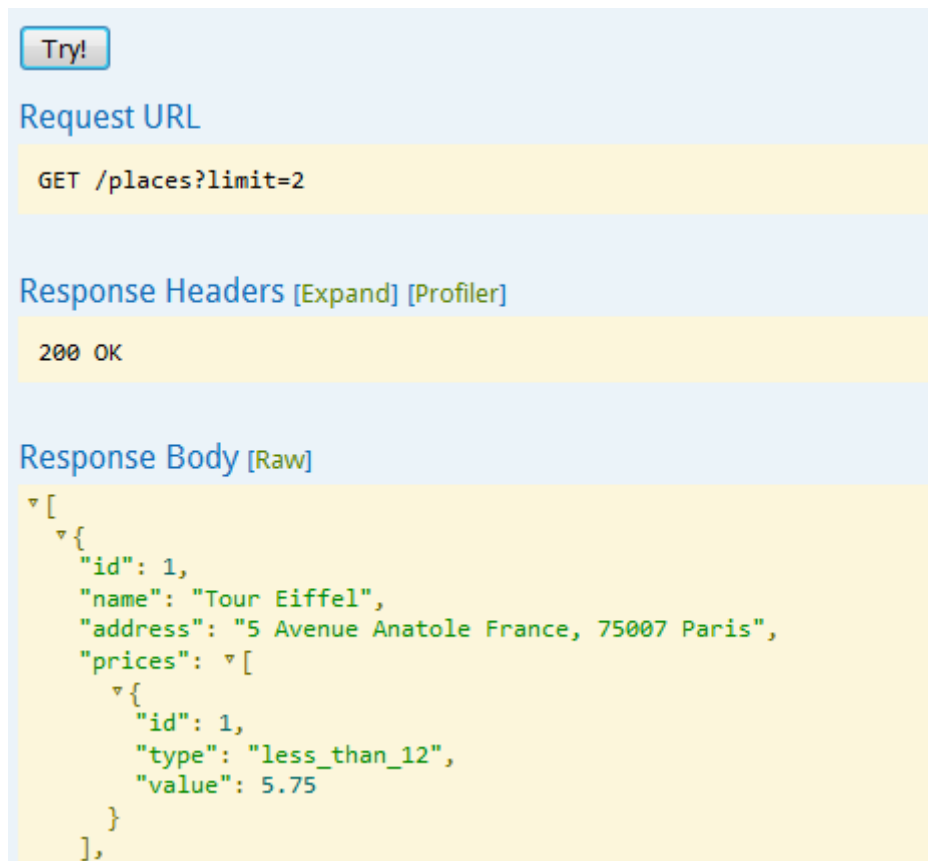 Try!
Request URL
GET /places?limit=2
Response Headers [Expand] [Profiler]
200 OK
Response Body [Raw]
[
{
"id": 1,
"name": "Tour Eiffel",
"address": "5 Avenue Anatole France, 75007 Paris",
"prices": [
{
"id": 1,
"type": "less_than_12",
"value": 5.75
}
],